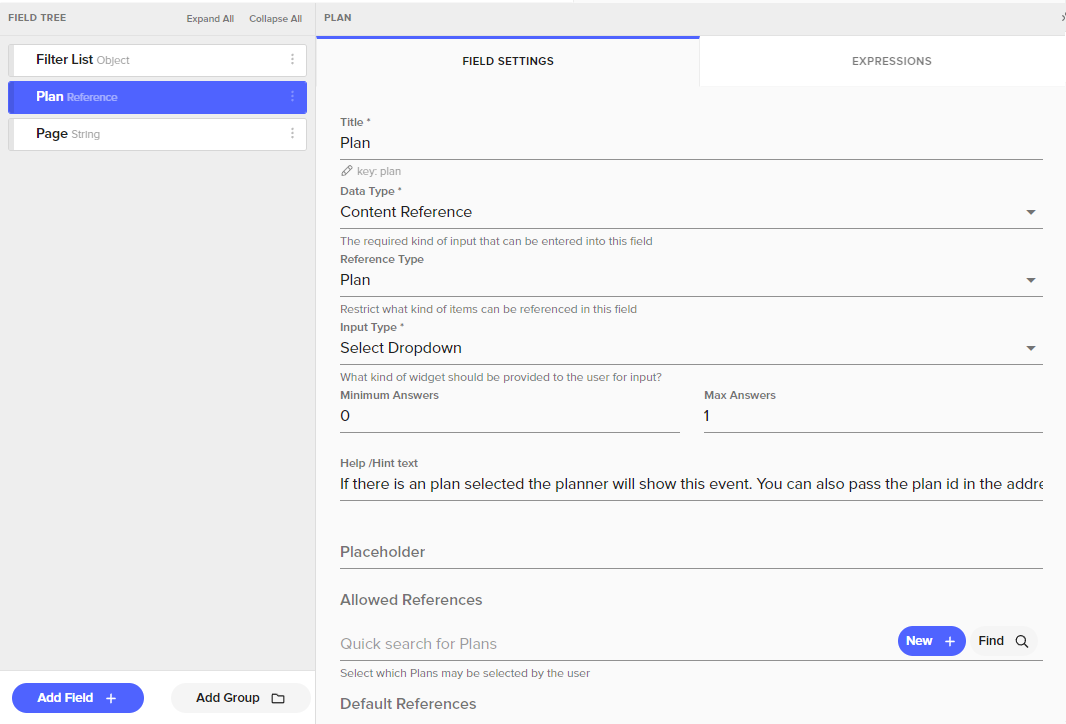 FIELD TREE
Expand All
Collapse All
Filter List Object
Plan Reference
Page String
Add Field +
Add Group
PLAN
FIELD SETTINGS
EXPRESSIONS
Title *
Plan
key: plan
Data Type *
Content Reference
The required kind of input that can be entered into this field
Reference Type
Plan
Restrict what kind of items can be referenced in this field
Input Type *
Select Dropdown
What kind of widget should be provided to the user for input?
Minimum Answers
0
Max Answers
1
Help /Hint text
If there is an plan selected the planner will show this event. You can also pass the plan id in the addre
Placeholder
Allowed References
Quick search for Plans
New +
Find
Select which Plans may be selected by the user
Default References